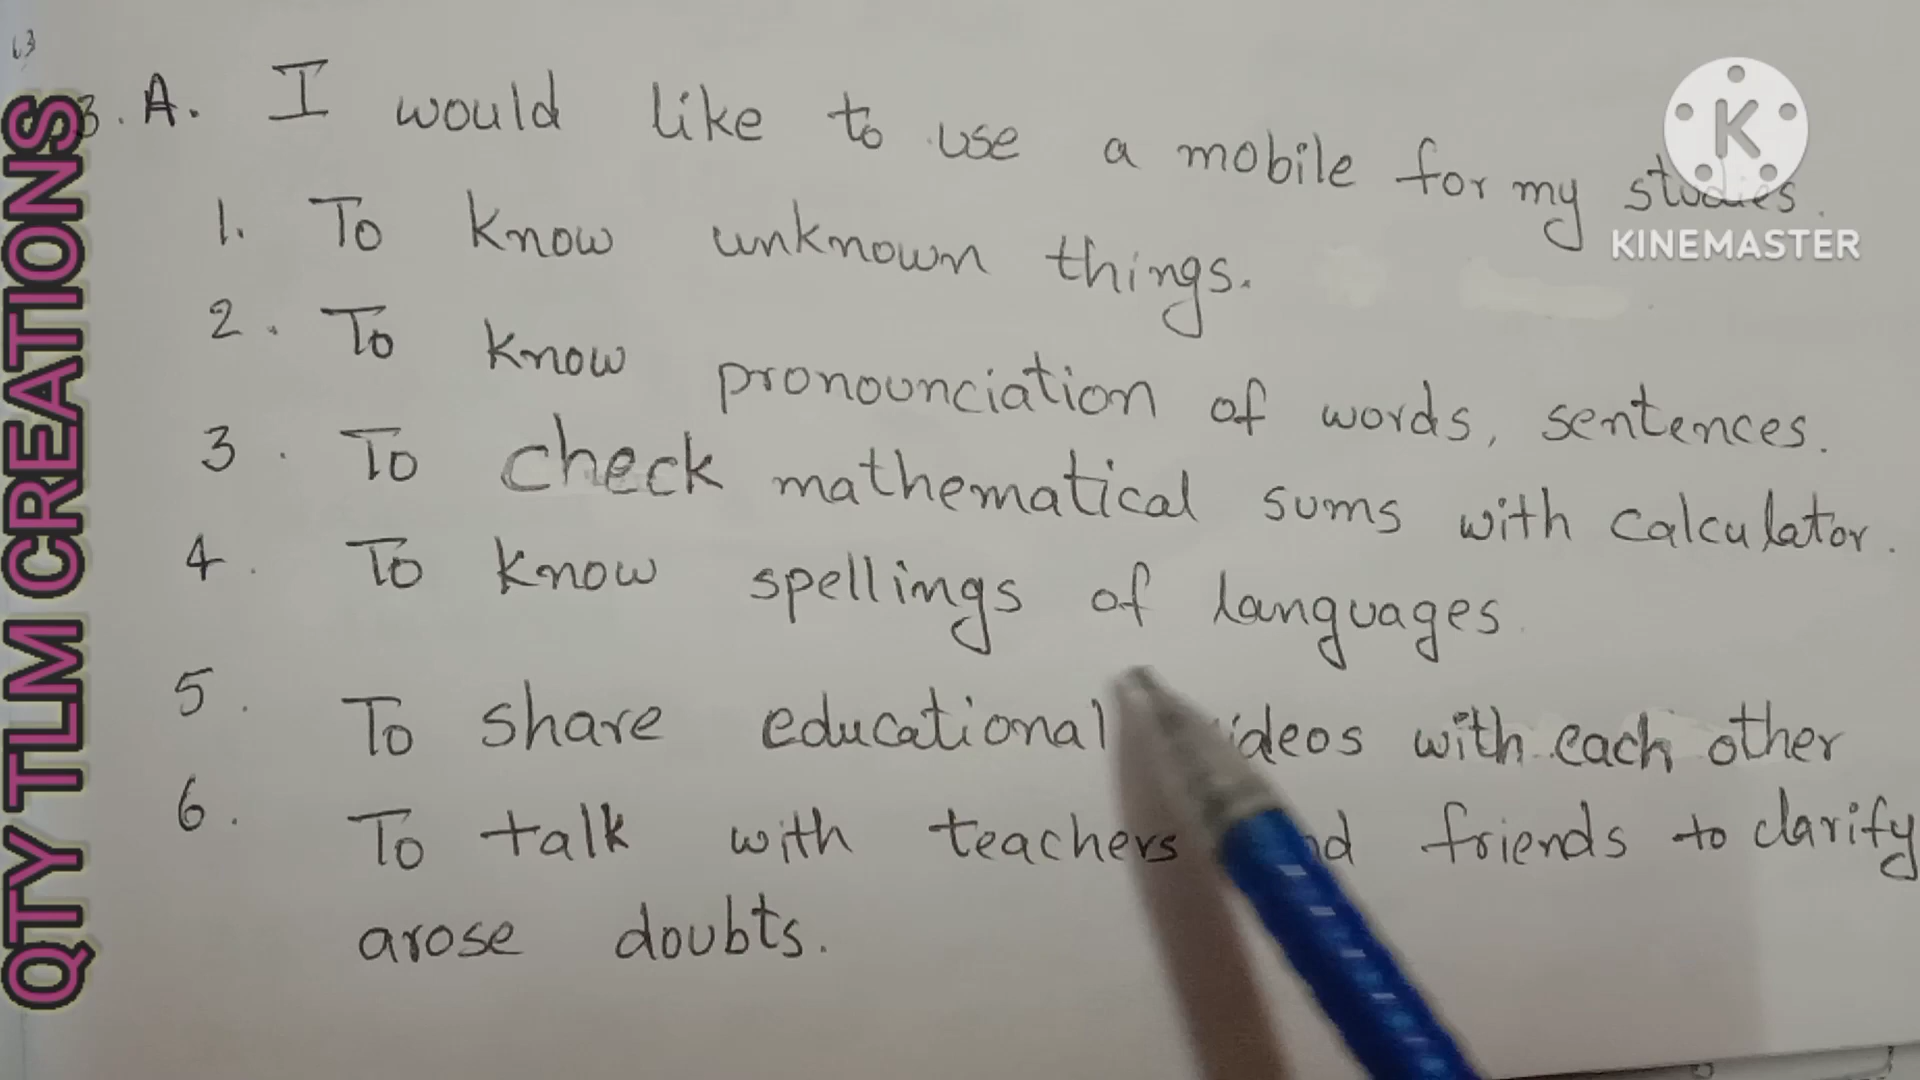 3. A. I would like to use a mobile for my studies.
1. To know unknown things.
2. To know pronounciation of words, sentences.
3. To check mathematical sums with calculator.
4. To know spellings of languages
5. To share educational ideos with each other
6. To talk with teachers nd friends to clarify
arose doubts.
QTY TLM CREATIONS
K
KINEMASTER